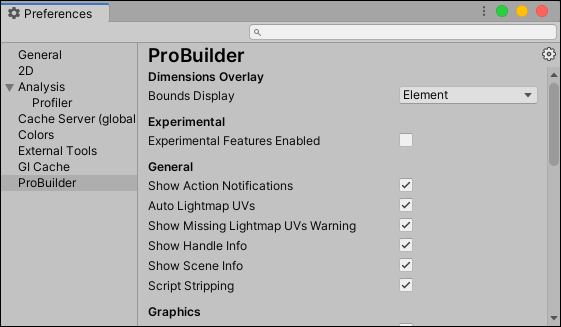 Preferences
General
2D
Analysis
Profiler
Cache Server (global
Colors
External Tools
GI Cache
ProBuilder
ProBuilder
Dimensions Overlay
Bounds Display
Element
Experimental
Experimental Features Enabled
General
Show Action Notifications
Auto Lightmap UVs
Show Missing Lightmap UVs Warning
Show Handle Info
Show Scene Info
Script Stripping
Graphics